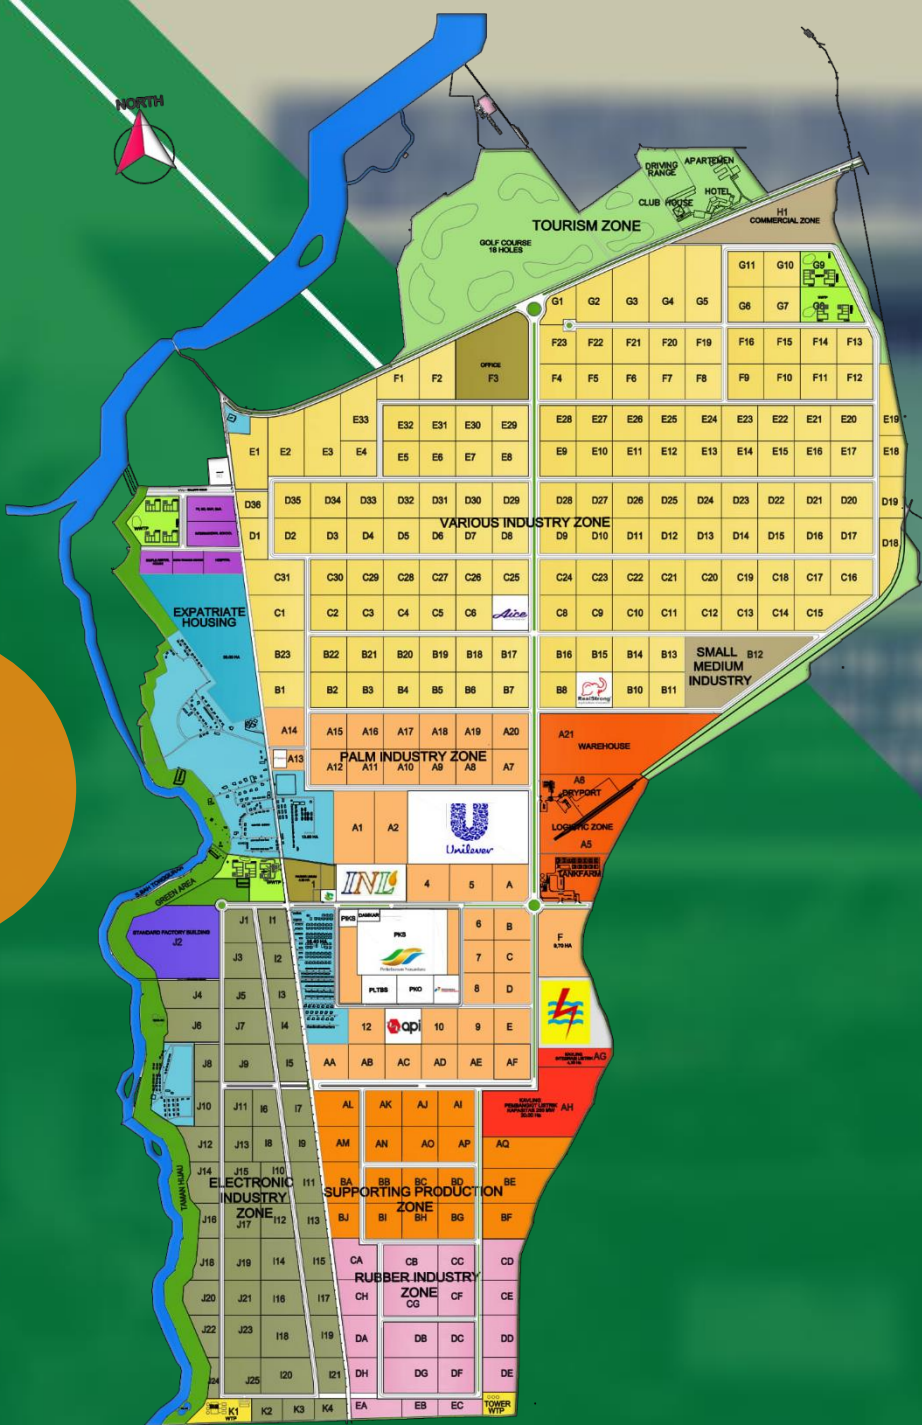 NORTH
DRIVING
RANGE
APARTEMEN
CLUB HOUSE
HOTEL
H1
COMMERCIAL ZONE
TOURISM ZONE
GOLF COURSE
18 HOLES
G11 G10 G9
G1 G2 G3 G4 G5 G6 G7 G8
F23 F22 F21 F20 F19 F16 F15 F14 F13
OFFICE
F1 F2 F3 F4 F5 F6 F7 F8 F9 F10 F11 F12
E33 E32 E31 E30 E29 E28 E27 E26 E25 E24 E23 E22 E21 E20 E19
E1 E2 E3 E4 E5 E6 E7 E8 E9 E10 E11 E12 E13 E14 E15 E16 E17 E18
D36 D35 D34 D33 D32 D31 D30 D29 D28 D27 D26 D25 D24 D23 D22 D21 D20 D19
VARIOUS INDUSTRY ZONE
D1 D2 D3 D4 D5 D6 D7 D8 D9 D10 D11 D12 D13 D14 D15 D16 D17 D18
WWTP
HOSPITAL
C31 C30 C29 C28 C27 C26 C25 C24 C23 C22 C21 C20 C19 C18 C17 C16
EXPATRIATE
HOUSING
C1 C2 C3 C4 C5 C6 Aice C8 C9 C10 C11 C12 C13 C14 C15
B23 B22 B21 B20 B19 B18 B17 B16 B15 B14 B13
SMALL
MEDIUM
INDUSTRY
B12
B1 B2 B3 B4 B5 B6 B7 B8 B10 B11
A14 A15 A16 A17 A18 A19 A20 A21
WAREHOUSE
PALM INDUSTRY ZONE
A13 A12 A11 A10 A9 A8 A7 A6
DRYPORT
LOGISTIC ZONE
A5
A1 A2
Unilever
TANKFARM
INL 4 5 A
GREEN AREA
WWTP
1
STANDARD FACTORY BUILDING
J2
J1 I1
PKS DAMKAR
PKS
6 B
F
9,70 HA
J3 I2
7 C
PLTBS PKO
8 D
J4 J5 I3
J6 J7 I4
12 api 10 9 E
J8 J9 I5
AA AB AC AD AE AF AG
KAVLING
PEMBANGKIT LISTRIK
AH
J10 J11 I6 I7
AL AK AJ AI
J12 J13 I8 I9
AM AN AO AP AQ
J14 J15 I10 I11
BA BB BC BD BE
ELECTRONIC
INDUSTRY
ZONE
SUPPORTING PRODUCTION
ZONE
TAMAN HIJAU
J16 J17 I12 I13
BJ BI BH BG BF
J18 J19 I14 I15
CA CB CC CD
RUBBER INDUSTRY
ZONE
J20 J21 I16 I17
CH CG CF CE
J22 J23 I18 I19
DA DB DC DD
J24 J25 I20 I21
DH DG DF DE
K1
WTP
K2 K3 K4
EA EB EC
TOWER
WTP